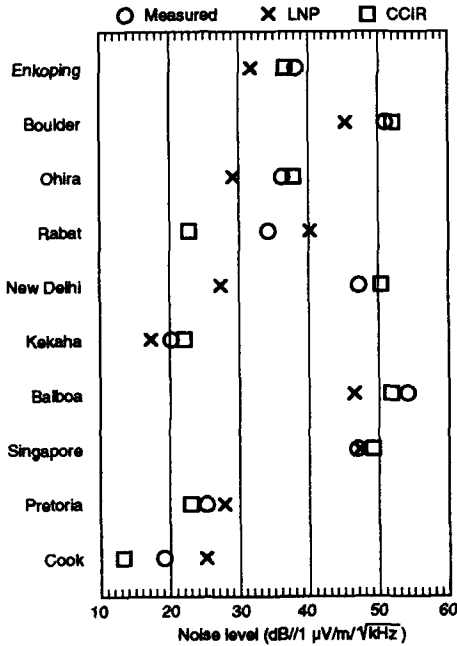 Measured LNP CCIR
Enkoping
Boulder
Ohira
Rabat
New Delhi
Kekaha
Balboa
Singapore
Pretoria
Cook
10 20 30 40 50 60
Noise level (dB//1 µV/m/√kHz)